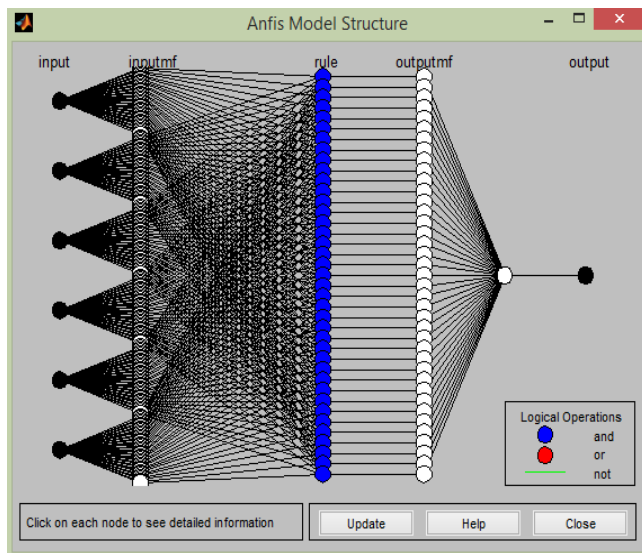 Anfis Model Structure
input inputmf rule outputmf output
Logical Operations
and
or
not
Click on each node to see detailed information
Update Help Close